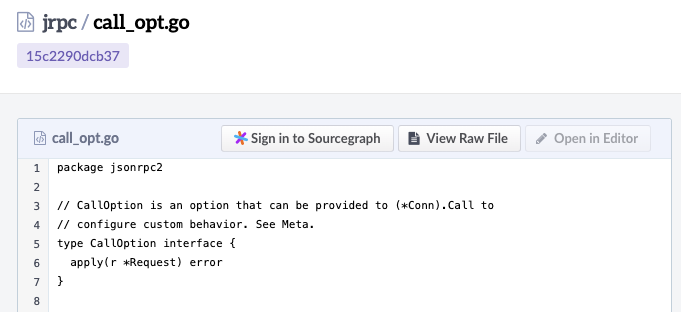 jrpc / call_opt.go
15c2290dcb37
call_opt.go Sign in to Sourcegraph View Raw File Open in Editor
1 package jsonrpc2
2
3 // CallOption is an option that can be provided to (*Conn).Call to
4 // configure custom behavior. See Meta.
5 type CallOption interface {
6   apply(r *Request) error
7 }
8